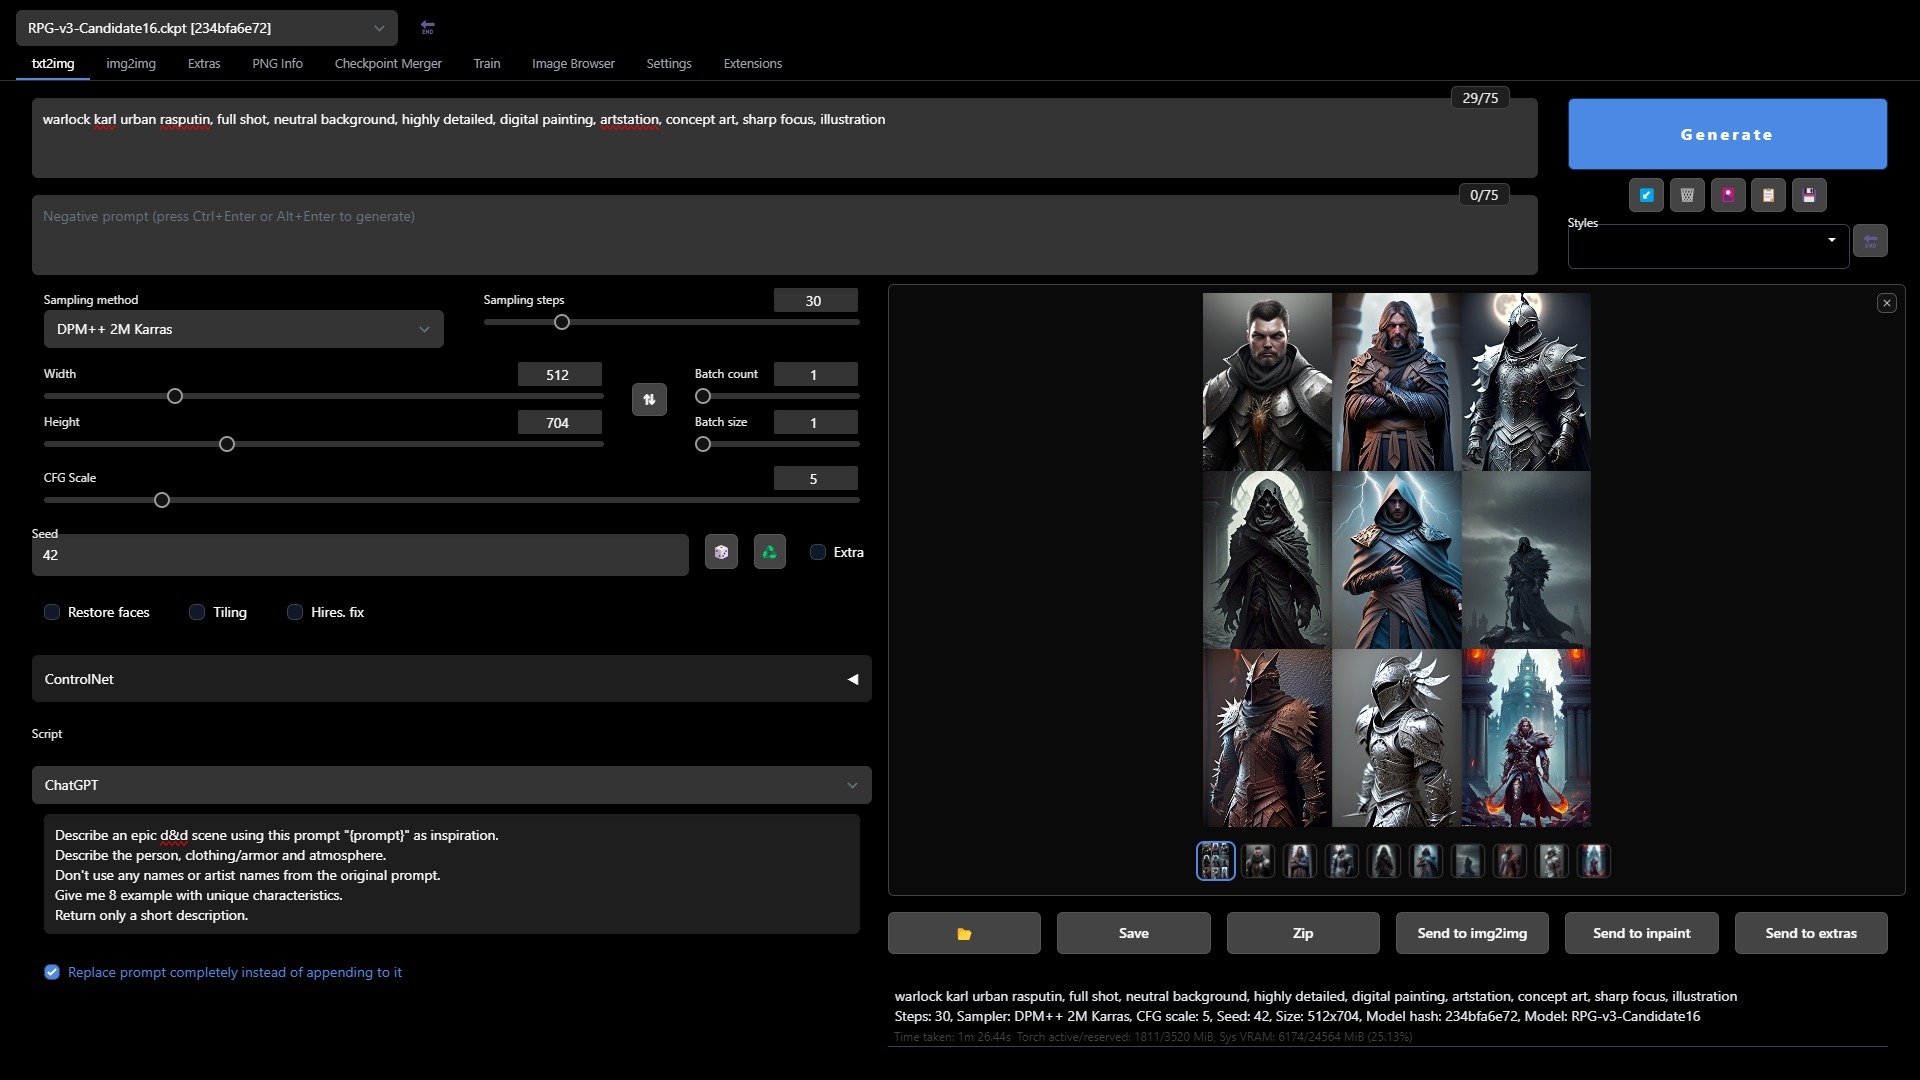 RPG-v3-Candidate16.ckpt [234bfa6e72]
END
txt2img img2img Extras PNG Info Checkpoint Merger Train Image Browser Settings Extensions
29/75
warlock karl urban rasputin, full shot, neutral background, highly detailed, digital painting, artstation, concept art, sharp focus, illustration
Generate
0/75
Negative prompt (press Ctrl+Enter or Alt+Enter to generate)
Styles
END
Sampling method
DPM++ 2M Karras
Sampling steps 30
Width 512
Batch count 1
Height 704
Batch size 1
CFG Scale 5
Seed
42
Extra
Restore faces Tiling Hires. fix
ControlNet
Script
ChatGPT
Describe an epic d&d scene using this prompt "{prompt}" as inspiration.
Describe the person, clothing/armor and atmosphere.
Don't use any names or artist names from the original prompt.
Give me 8 example with unique characteristics.
Return only a short description.
Replace prompt completely instead of appending to it
Save Zip Send to img2img Send to inpaint Send to extras
warlock karl urban rasputin, full shot, neutral background, highly detailed, digital painting, artstation, concept art, sharp focus, illustration
Steps: 30, Sampler: DPM++ 2M Karras, CFG scale: 5, Seed: 42, Size: 512x704, Model hash: 234bfa6e72, Model: RPG-v3-Candidate16
Time taken: 1m 26.44s Torch active/reserved: 1811/3520 MiB, Sys VRAM: 6174/24564 MiB (25.13%)